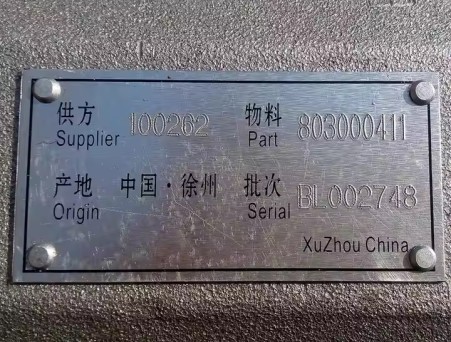 供方 100262 物料 803000411
Supplier Part
产地 中国·徐州 批次 BL002748
Origin Serial
XuZhou China